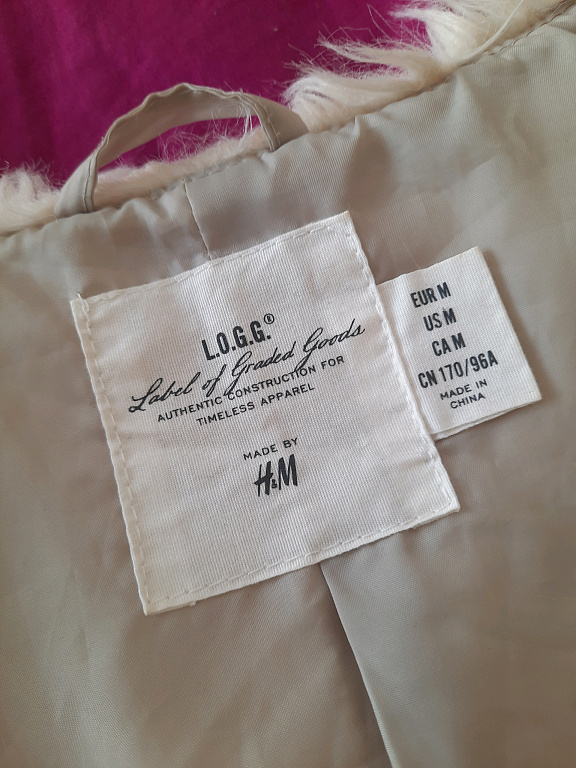 L.O.G.G.®
Label of Graded Goods
AUTHENTIC CONSTRUCTION FOR
TIMELESS APPAREL
MADE BY
H&M
EUR M
US M
CA M
CN 170/96A
MADE IN
CHINA